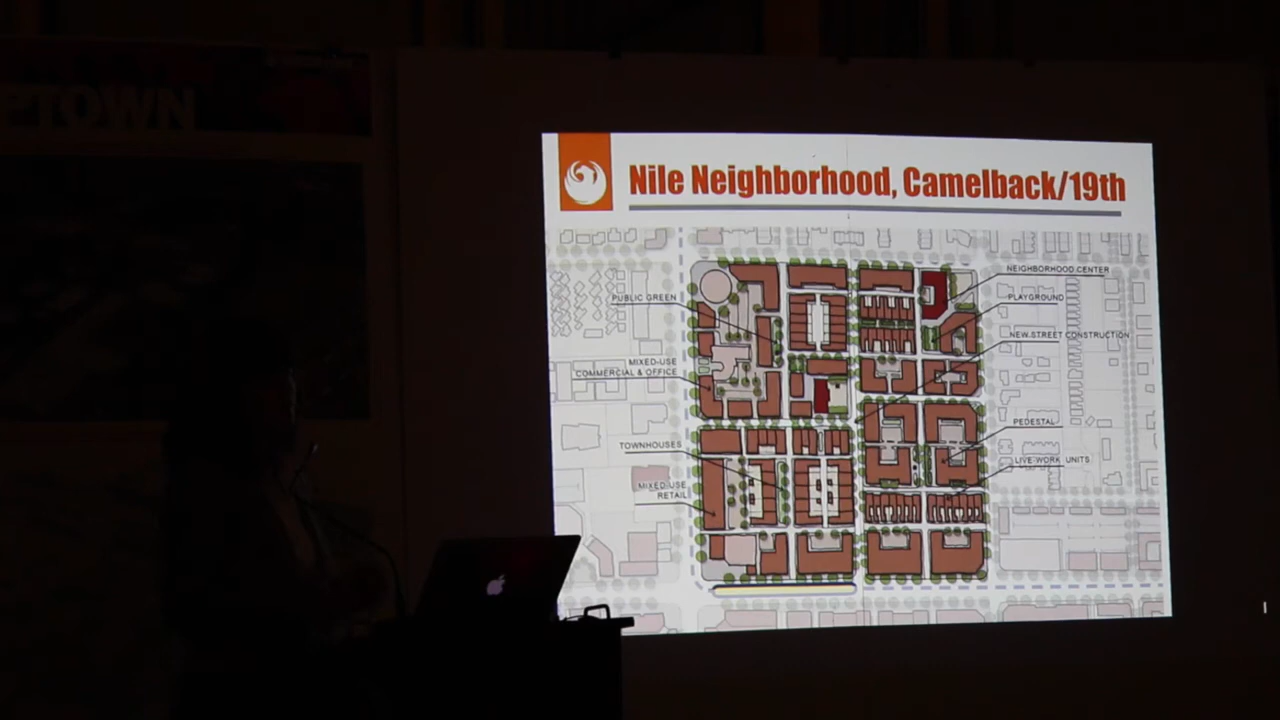 PTOWN
Nile Neighborhood, Camelback/19th
NEIGHBORHOOD CENTER
PUBLIC GREEN
PLAYGROUND
NEW STREET CONSTRUCTION
MIXED-USE
COMMERCIAL & OFFICE
PEDESTAL
TOWNHOUSES
LIVE-WORK UNITS
MIXED-USE
RETAIL